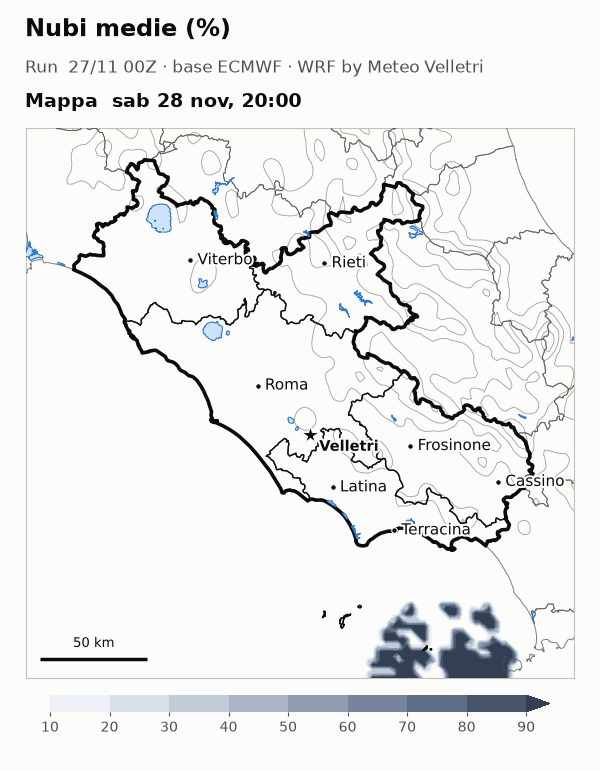 Nubi medie (%)
Run  27/11 00Z · base ECMWF · WRF by Meteo Velletri
Mappa  sab 28 nov, 20:00
Viterbo
Rieti
Roma
Velletri
Frosinone
Latina
Cassino
Terracina
50 km
10 20 30 40 50 60 70 80 90